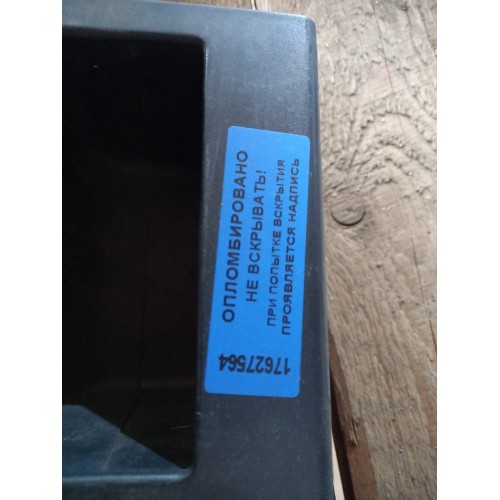 ОПЛОМБИРОВАНО
НЕ ВСКРЫВАТЬ!
ПРИ ПОПЫТКЕ ВСКРЫТИЯ
ПРОЯВЛЯЕТСЯ НАДПИСЬ
17627564